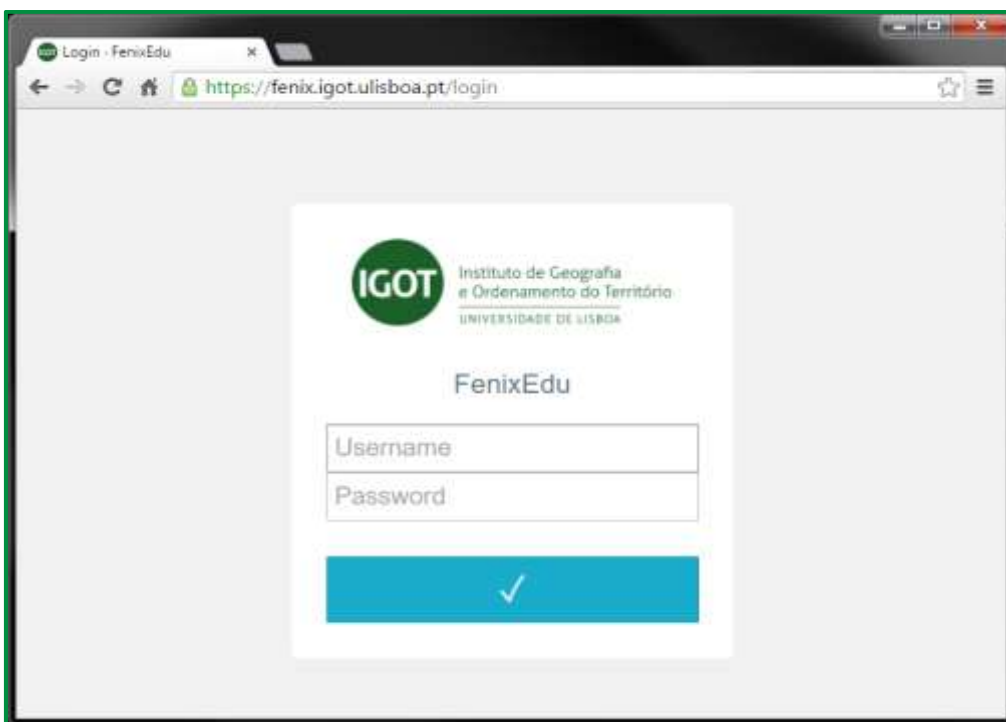 Login - FenixEdu
https://fenix.igot.ulisboa.pt/login
IGOT
Instituto de Geografia
e Ordenamento do Território
UNIVERSIDADE DE LISBOA
FenixEdu
Username
Password